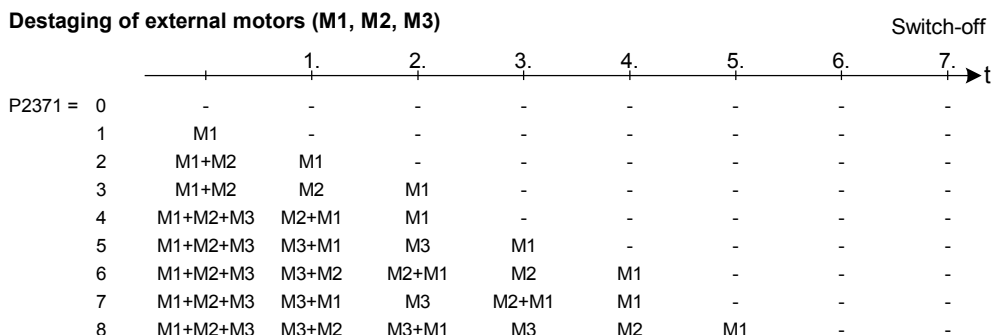 Destaging of external motors (M1, M2, M3)
Switch-off
1. 2. 3. 4. 5. 6. 7.
t
P2371 = 0 - - - - - - - -
1 M1 - - - - - - -
2 M1+M2 M1 - - - - - -
3 M1+M2 M2 M1 - - - - -
4 M1+M2+M3 M2+M1 M1 - - - - -
5 M1+M2+M3 M3+M1 M3 M1 - - - -
6 M1+M2+M3 M3+M2 M2+M1 M2 M1 - - -
7 M1+M2+M3 M3+M1 M3 M2+M1 M1 - - -
8 M1+M2+M3 M3+M2 M3+M1 M3 M2 M1 - -